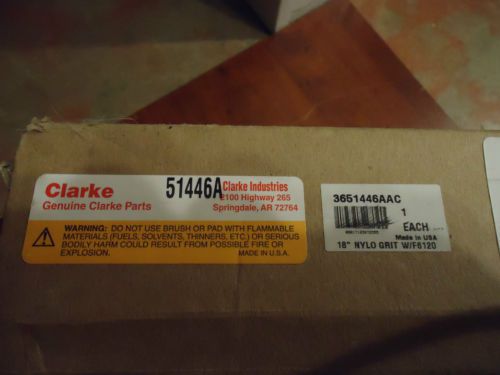 Clarke
Genuine Clarke Parts
51446A
Clarke Industries
2100 Highway 265
Springdale, AR 72764
WARNING: DO NOT USE BRUSH OR PAD WITH FLAMMABLE
MATERIALS (FUELS, SOLVENTS, THINNERS, ETC.) OR SERIOUS
BODILY HARM COULD RESULT FROM POSSIBLE FIRE OR
EXPLOSION.
MADE IN U.S.A.
3651446AAC
1
EACH
Made in USA
18" NYLO GRIT W/F6120